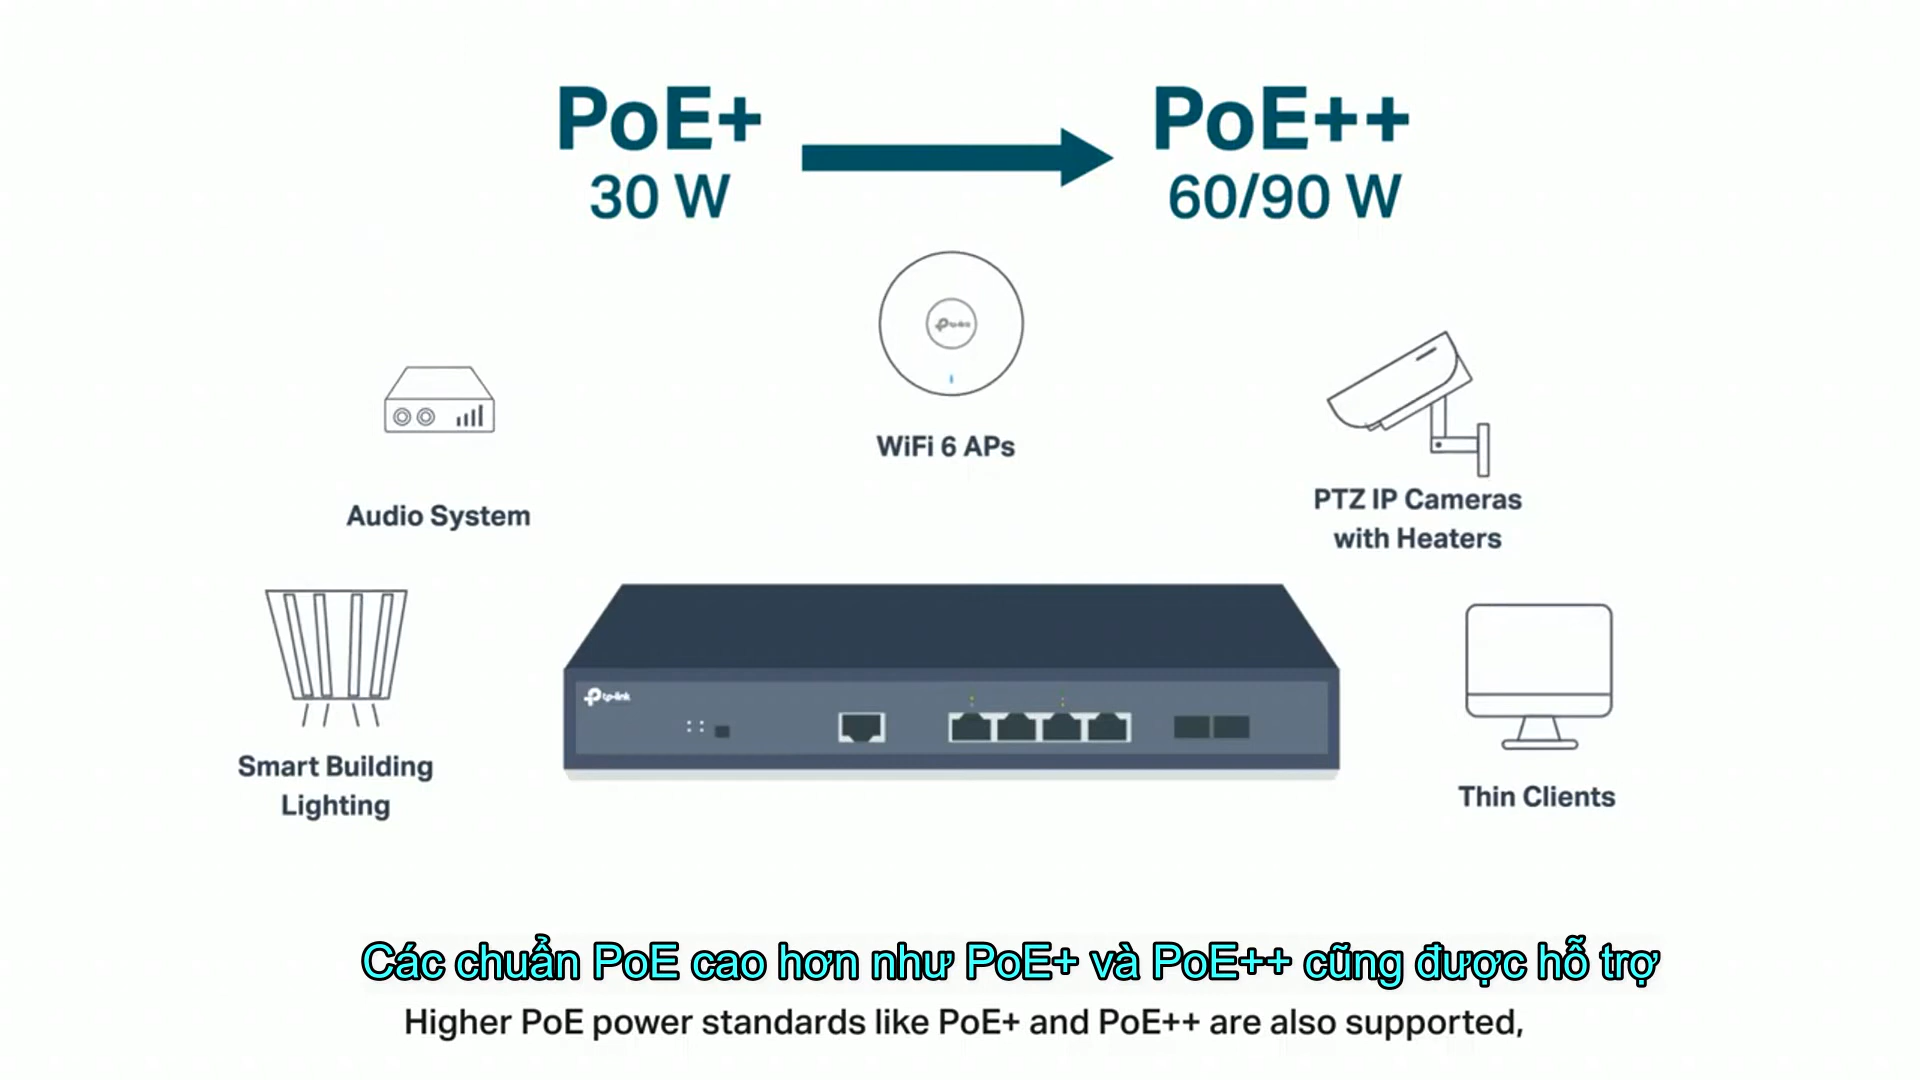 PoE+
30 W
PoE++
60/90 W
WiFi 6 APs
Audio System
PTZ IP Cameras
with Heaters
Smart Building
Lighting
tp-link
Thin Clients
Các chuẩn PoE cao hơn như PoE+ và PoE++ cũng được hỗ trợ
Higher PoE power standards like PoE+ and PoE++ are also supported,